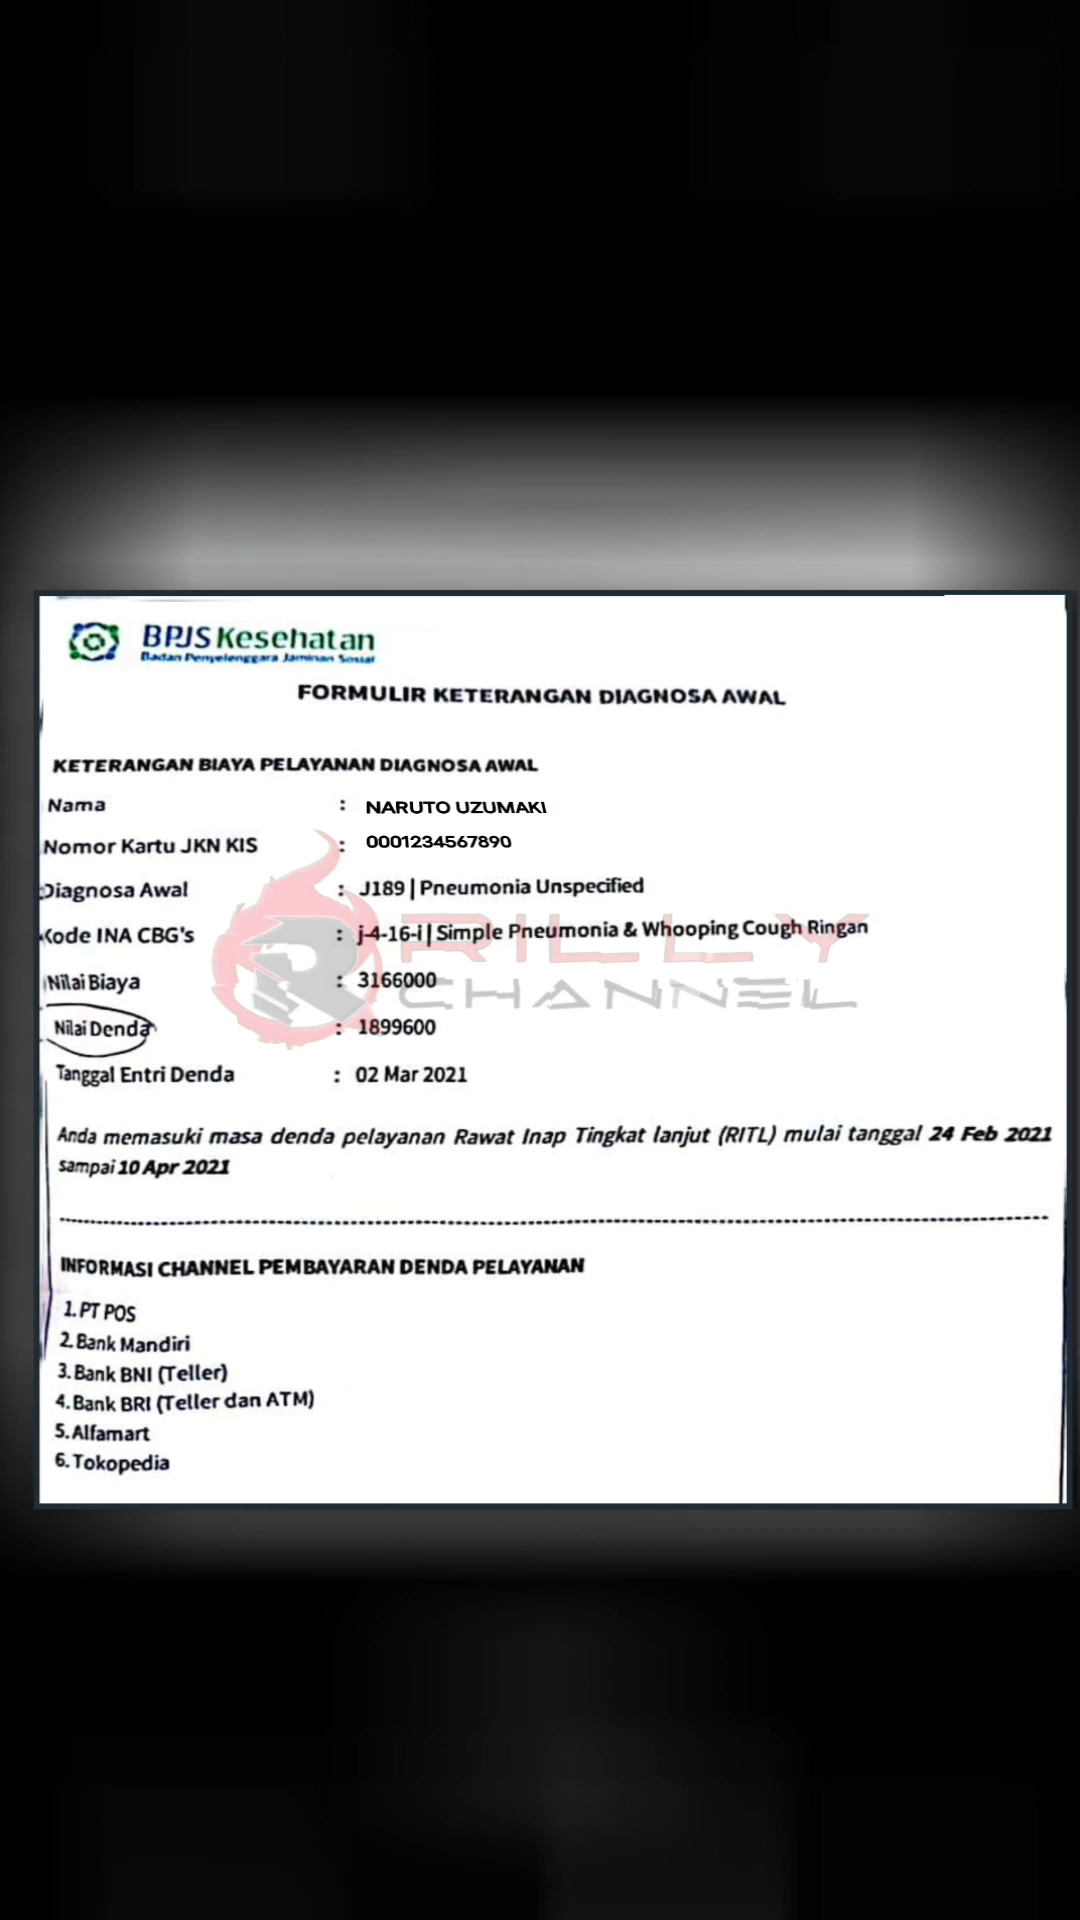 BPJS Kesehatan
Badan Penyelenggara Jaminan Sosial
FORMULIR KETERANGAN DIAGNOSA AWAL
KETERANGAN BIAYA PELAYANAN DIAGNOSA AWAL
Nama : NARUTO UZUMAKI
Nomor Kartu JKN KIS : 0001234567890
Diagnosa Awal : J189 | Pneumonia Unspecified
Kode INA CBG's : j-4-16-i | Simple Pneumonia & Whooping Cough Ringan
RILLY
Nilai Biaya : 3166000
CHANNEL
Nilai Denda : 1899600
Tanggal Entri Denda : 02 Mar 2021
Anda memasuki masa denda pelayanan Rawat Inap Tingkat lanjut (RITL) mulai tanggal 24 Feb 2021
sampai 10 Apr 2021
INFORMASI CHANNEL PEMBAYARAN DENDA PELAYANAN
1. PT POS
2. Bank Mandiri
3. Bank BNI (Teller)
4. Bank BRI (Teller dan ATM)
5. Alfamart
6. Tokopedia